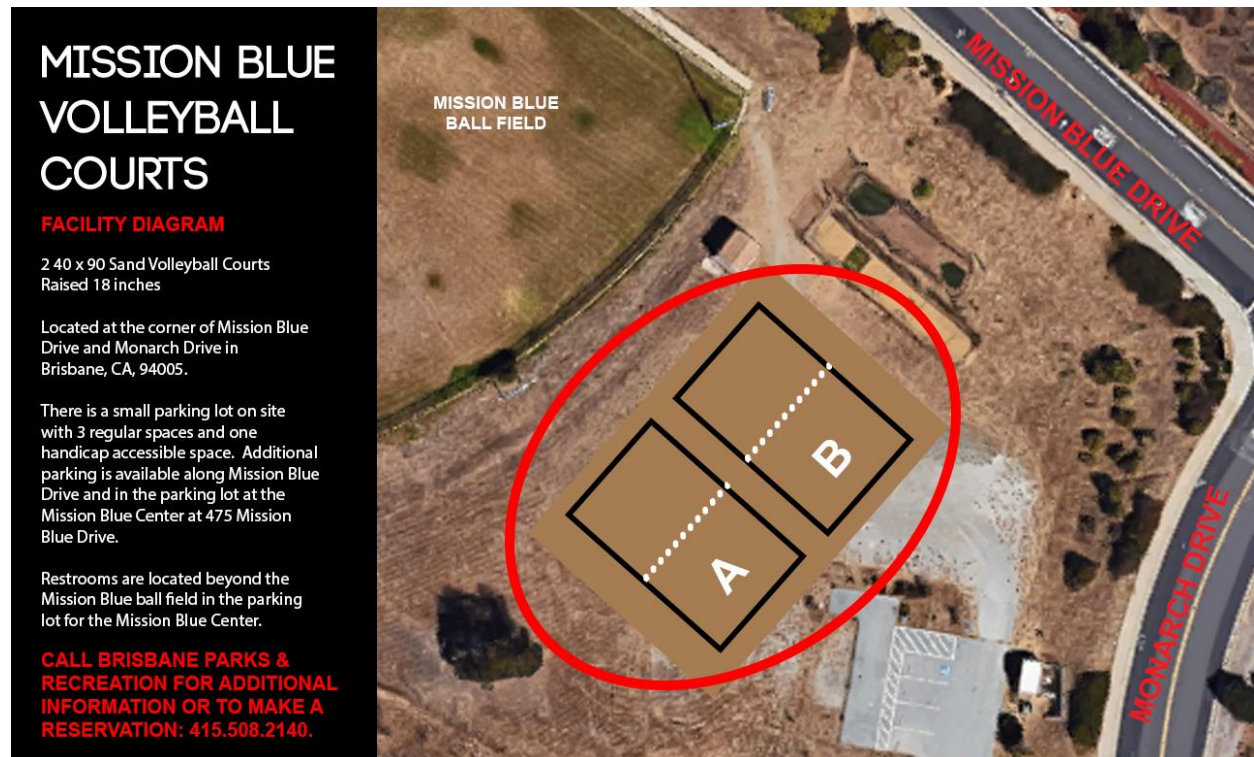 MISSION BLUE
VOLLEYBALL
COURTS
FACILITY DIAGRAM
2 40 x 90 Sand Volleyball Courts
Raised 18 inches
Located at the corner of Mission Blue
Drive and Monarch Drive in
Brisbane, CA, 94005.
There is a small parking lot on site
with 3 regular spaces and one
handicap accessible space.  Additional
parking is available along Mission Blue
Drive and in the parking lot at the
Mission Blue Center at 475 Mission
Blue Drive.
Restrooms are located beyond the
Mission Blue ball field in the parking
lot for the Mission Blue Center.
CALL BRISBANE PARKS &
RECREATION FOR ADDITIONAL
INFORMATION OR TO MAKE A
RESERVATION: 415.508.2140.
MISSION BLUE
BALL FIELD
MISSION BLUE DRIVE
B
A
MONARCH DRIVE